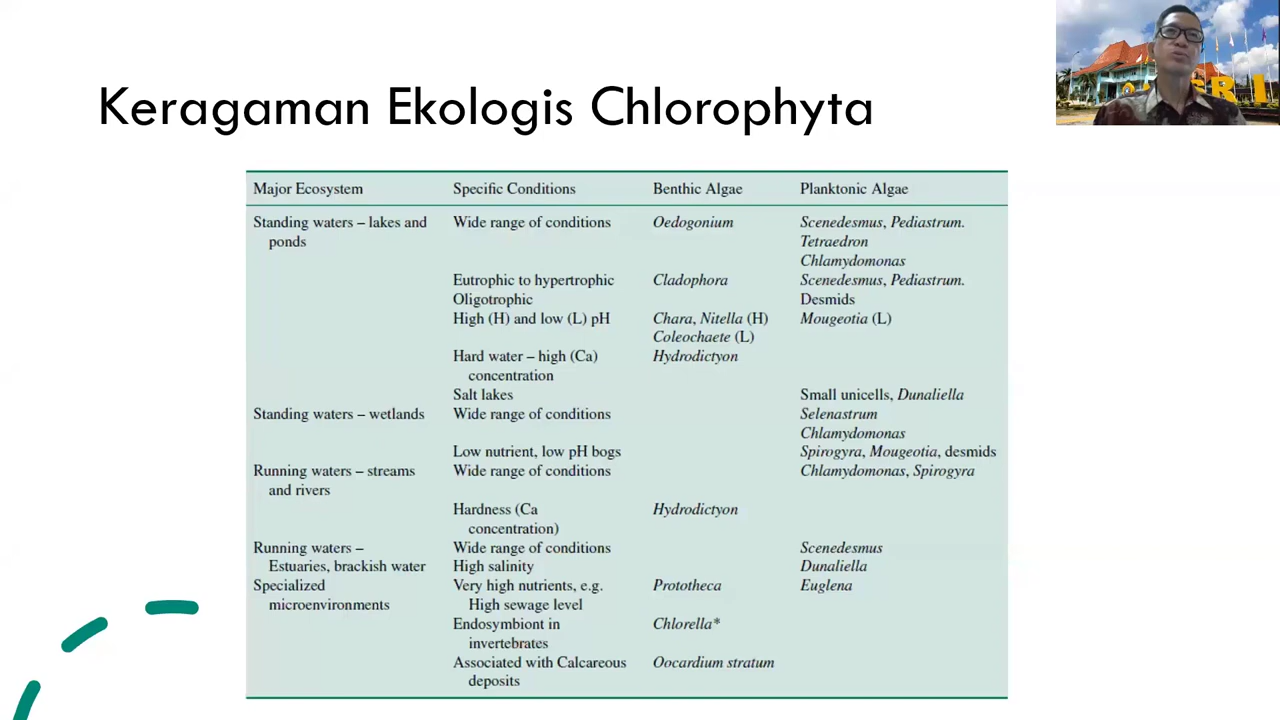 Keragaman Ekologis Chlorophyta
Major Ecosystem Specific Conditions Benthic Algae Planktonic Algae
Standing waters – lakes and Wide range of conditions Oedogonium Scenedesmus, Pediastrum.
ponds Tetraedron
Chlamydomonas
Eutrophic to hypertrophic Cladophora Scenedesmus, Pediastrum.
Oligotrophic Desmids
High (H) and low (L) pH Chara, Nitella (H) Mougeotia (L)
Coleochaete (L)
Hard water – high (Ca) Hydrodictyon
concentration
Salt lakes Small unicells, Dunaliella
Standing waters – wetlands Wide range of conditions Selenastrum
Chlamydomonas
Low nutrient, low pH bogs Spirogyra, Mougeotia, desmids
Running waters – streams Wide range of conditions Chlamydomonas, Spirogyra
and rivers
Hardness (Ca Hydrodictyon
concentration)
Running waters – Wide range of conditions Scenedesmus
Estuaries, brackish water High salinity Dunaliella
Specialized Very high nutrients, e.g. Prototheca Euglena
microenvironments High sewage level
Endosymbiont in Chlorella*
invertebrates
Associated with Calcareous Oocardium stratum
deposits